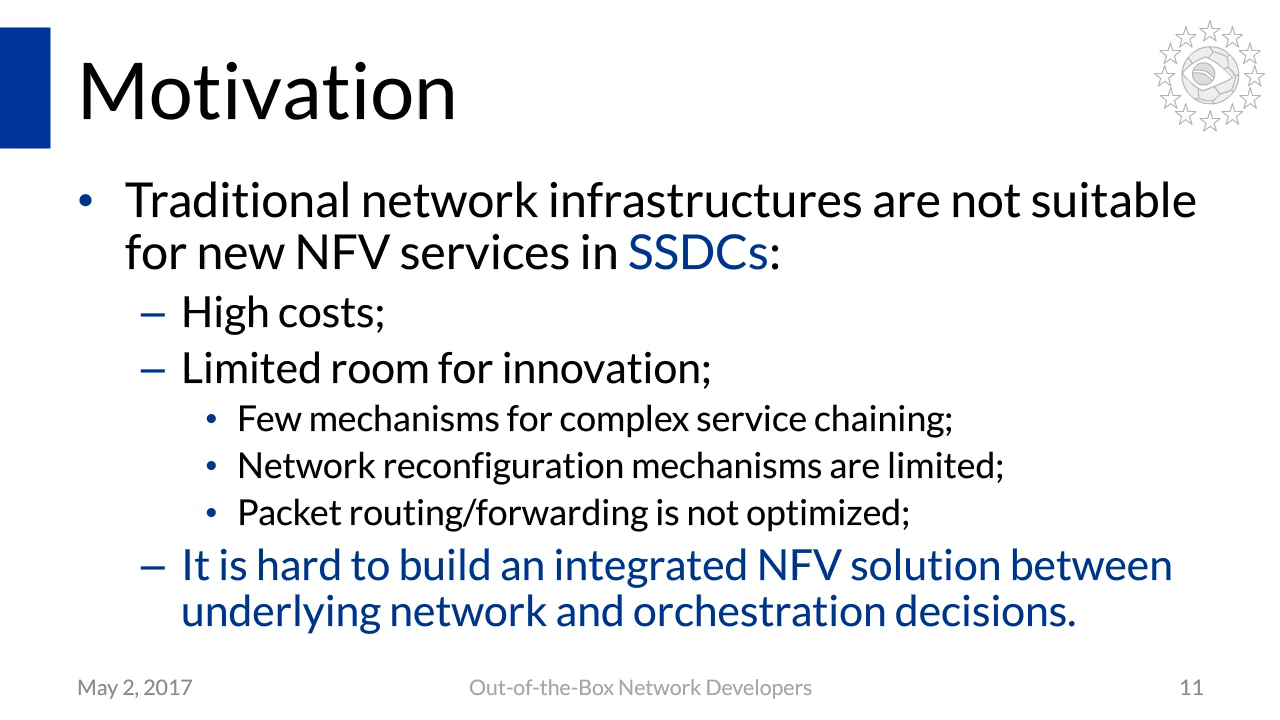 Motivation
• Traditional network infrastructures are not suitable
for new NFV services in SSDCs:
– High costs;
– Limited room for innovation;
• Few mechanisms for complex service chaining;
• Network reconfiguration mechanisms are limited;
• Packet routing/forwarding is not optimized;
– It is hard to build an integrated NFV solution between
underlying network and orchestration decisions.
May 2, 2017
Out-of-the-Box Network Developers
11